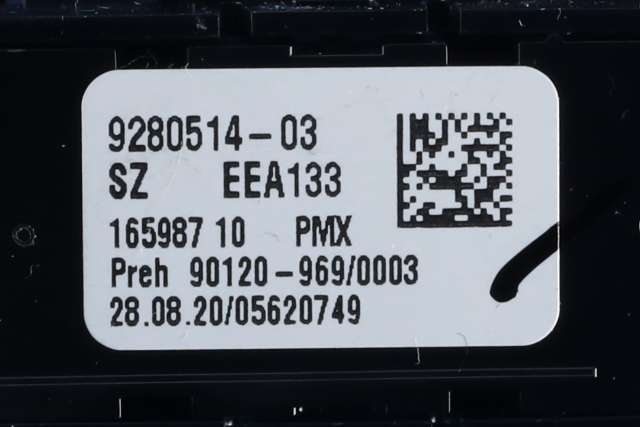 9280514-03
SZ EEA133
165987 10 PMX
Preh 90120-969/0003
28.08.20/05620749